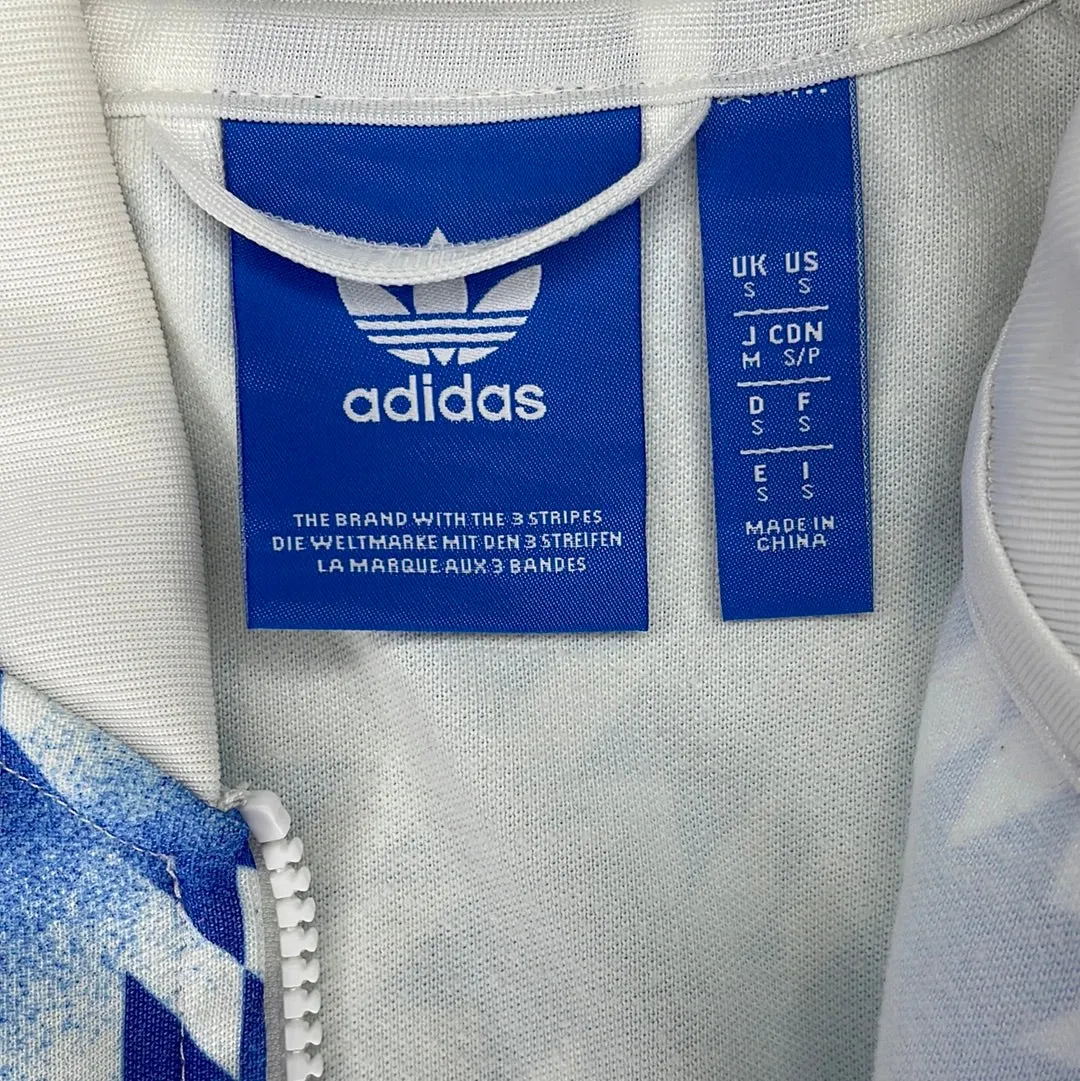 adidas
THE BRAND WITH THE 3 STRIPES
DIE WELTMARKE MIT DEN 3 STREIFEN
LA MARQUE AUX 3 BANDES
UK US
S S
J CDN
M S/P
D F
S S
E I
S S
MADE IN
CHINA